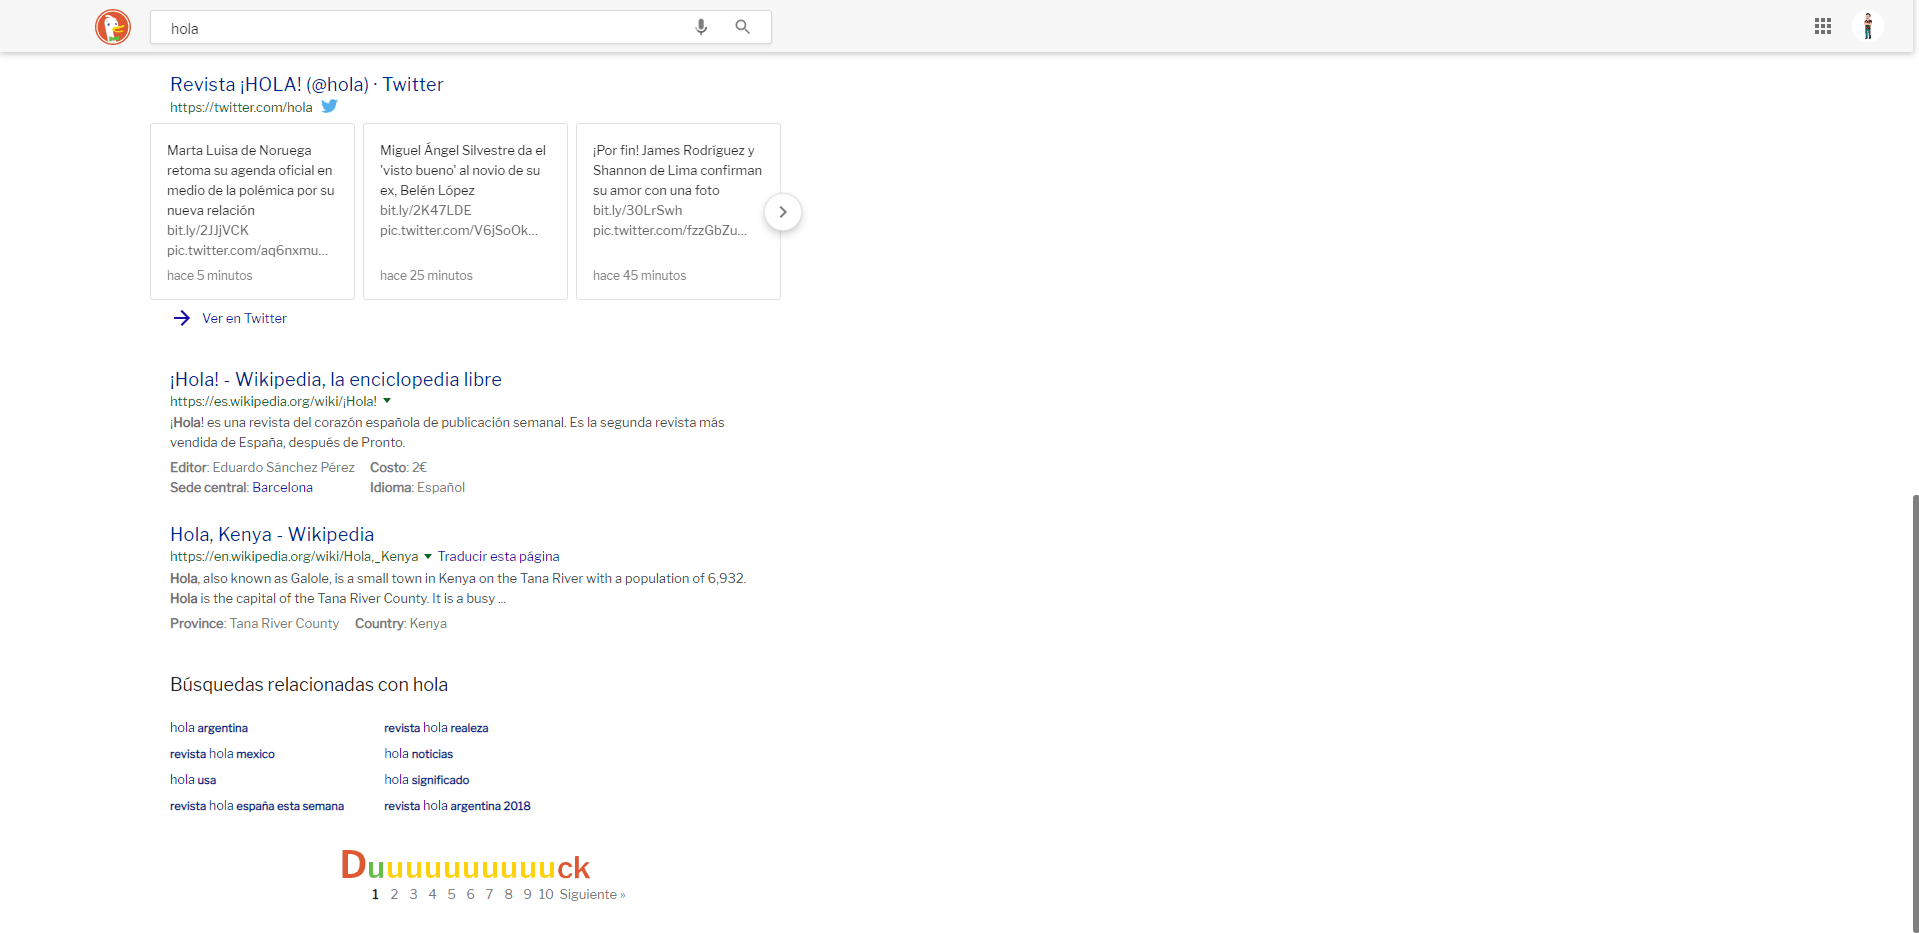 hola
Revista ¡HOLA! (@hola) · Twitter
https://twitter.com/hola
Marta Luisa de Noruega
retoma su agenda oficial en
medio de la polémica por su
nueva relación
bit.ly/2JJjVCK
pic.twitter.com/aq6nxmu...
hace 5 minutos
Miguel Ángel Silvestre da el
'visto bueno' al novio de su
ex, Belén López
bit.ly/2K47LDE
pic.twitter.com/V6jSoOk...
hace 25 minutos
¡Por fin! James Rodríguez y
Shannon de Lima confirman
su amor con una foto
bit.ly/30LrSwh
pic.twitter.com/fzzGbZu...
hace 45 minutos
Ver en Twitter
¡Hola! - Wikipedia, la enciclopedia libre
https://es.wikipedia.org/wiki/¡Hola!
¡Hola! es una revista del corazón española de publicación semanal. Es la segunda revista más
vendida de España, después de Pronto.
Editor: Eduardo Sánchez Pérez Costo: 2€
Sede central: Barcelona Idioma: Español
Hola, Kenya - Wikipedia
https://en.wikipedia.org/wiki/Hola,_Kenya Traducir esta página
Hola, also known as Galole, is a small town in Kenya on the Tana River with a population of 6,932.
Hola is the capital of the Tana River County. It is a busy ...
Province: Tana River County Country: Kenya
Búsquedas relacionadas con hola
hola argentina revista hola realeza
revista hola mexico hola noticias
hola usa hola significado
revista hola españa esta semana revista hola argentina 2018
Duuuuuuuuuuck
1 2 3 4 5 6 7 8 9 10 Siguiente »